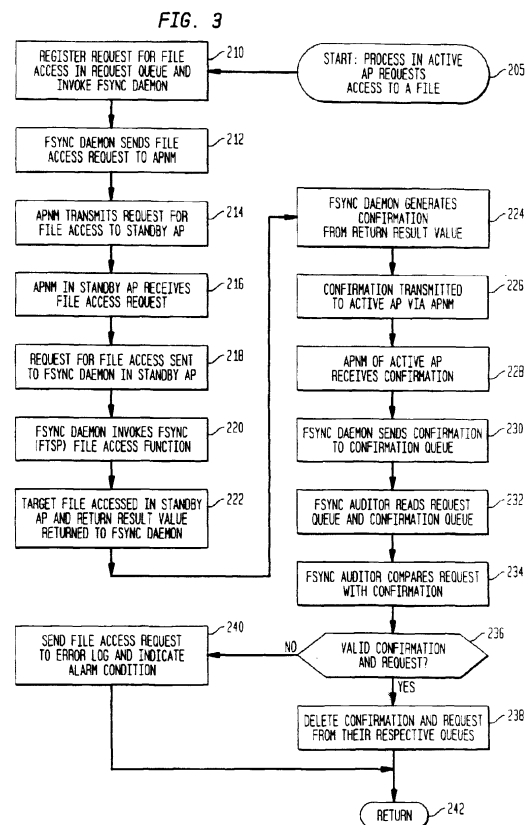 FIG. 3
START: PROCESS IN ACTIVE
AP REQUESTS
ACCESS TO A FILE
205
REGISTER REQUEST FOR FILE
ACCESS IN REQUEST QUEUE AND
INVOKE FSYNC DAEMON
210
FSYNC DAEMON SENDS FILE
ACCESS REQUEST TO APNM
212
APNM TRANSMITS REQUEST FOR
FILE ACCESS TO STANDBY AP
214
APNM IN STANDBY AP RECEIVES
FILE ACCESS REQUEST
216
REQUEST FOR FILE ACCESS SENT
TO FSYNC DAEMON IN STANDBY AP
218
FSYNC DAEMON INVOKES FSYNC
(FTSP) FILE ACCESS FUNCTION
220
TARGET FILE ACCESSED IN STANDBY
AP AND RETURN RESULT VALUE
RETURNED TO FSYNC DAEMON
222
FSYNC DAEMON GENERATES
CONFIRMATION
FROM RETURN RESULT VALUE
224
CONFIRMATION TRANSMITTED
TO ACTIVE AP VIA APNM
226
APNM OF ACTIVE AP
RECEIVES CONFIRMATION
228
FSYNC DAEMON SENDS CONFIRMATION
TO CONFIRMATION QUEUE
230
FSYNC AUDITOR READS REQUEST
QUEUE AND CONFIRMATION QUEUE
232
FSYNC AUDITOR COMPARES REQUEST
WITH CONFIRMATION
234
VALID CONFIRMATION
AND REQUEST?
236
NO
YES
SEND FILE ACCESS REQUEST
TO ERROR LOG AND INDICATE
ALARM CONDITION
240
DELETE CONFIRMATION AND REQUEST
FROM THEIR RESPECTIVE QUEUES
238
RETURN
242